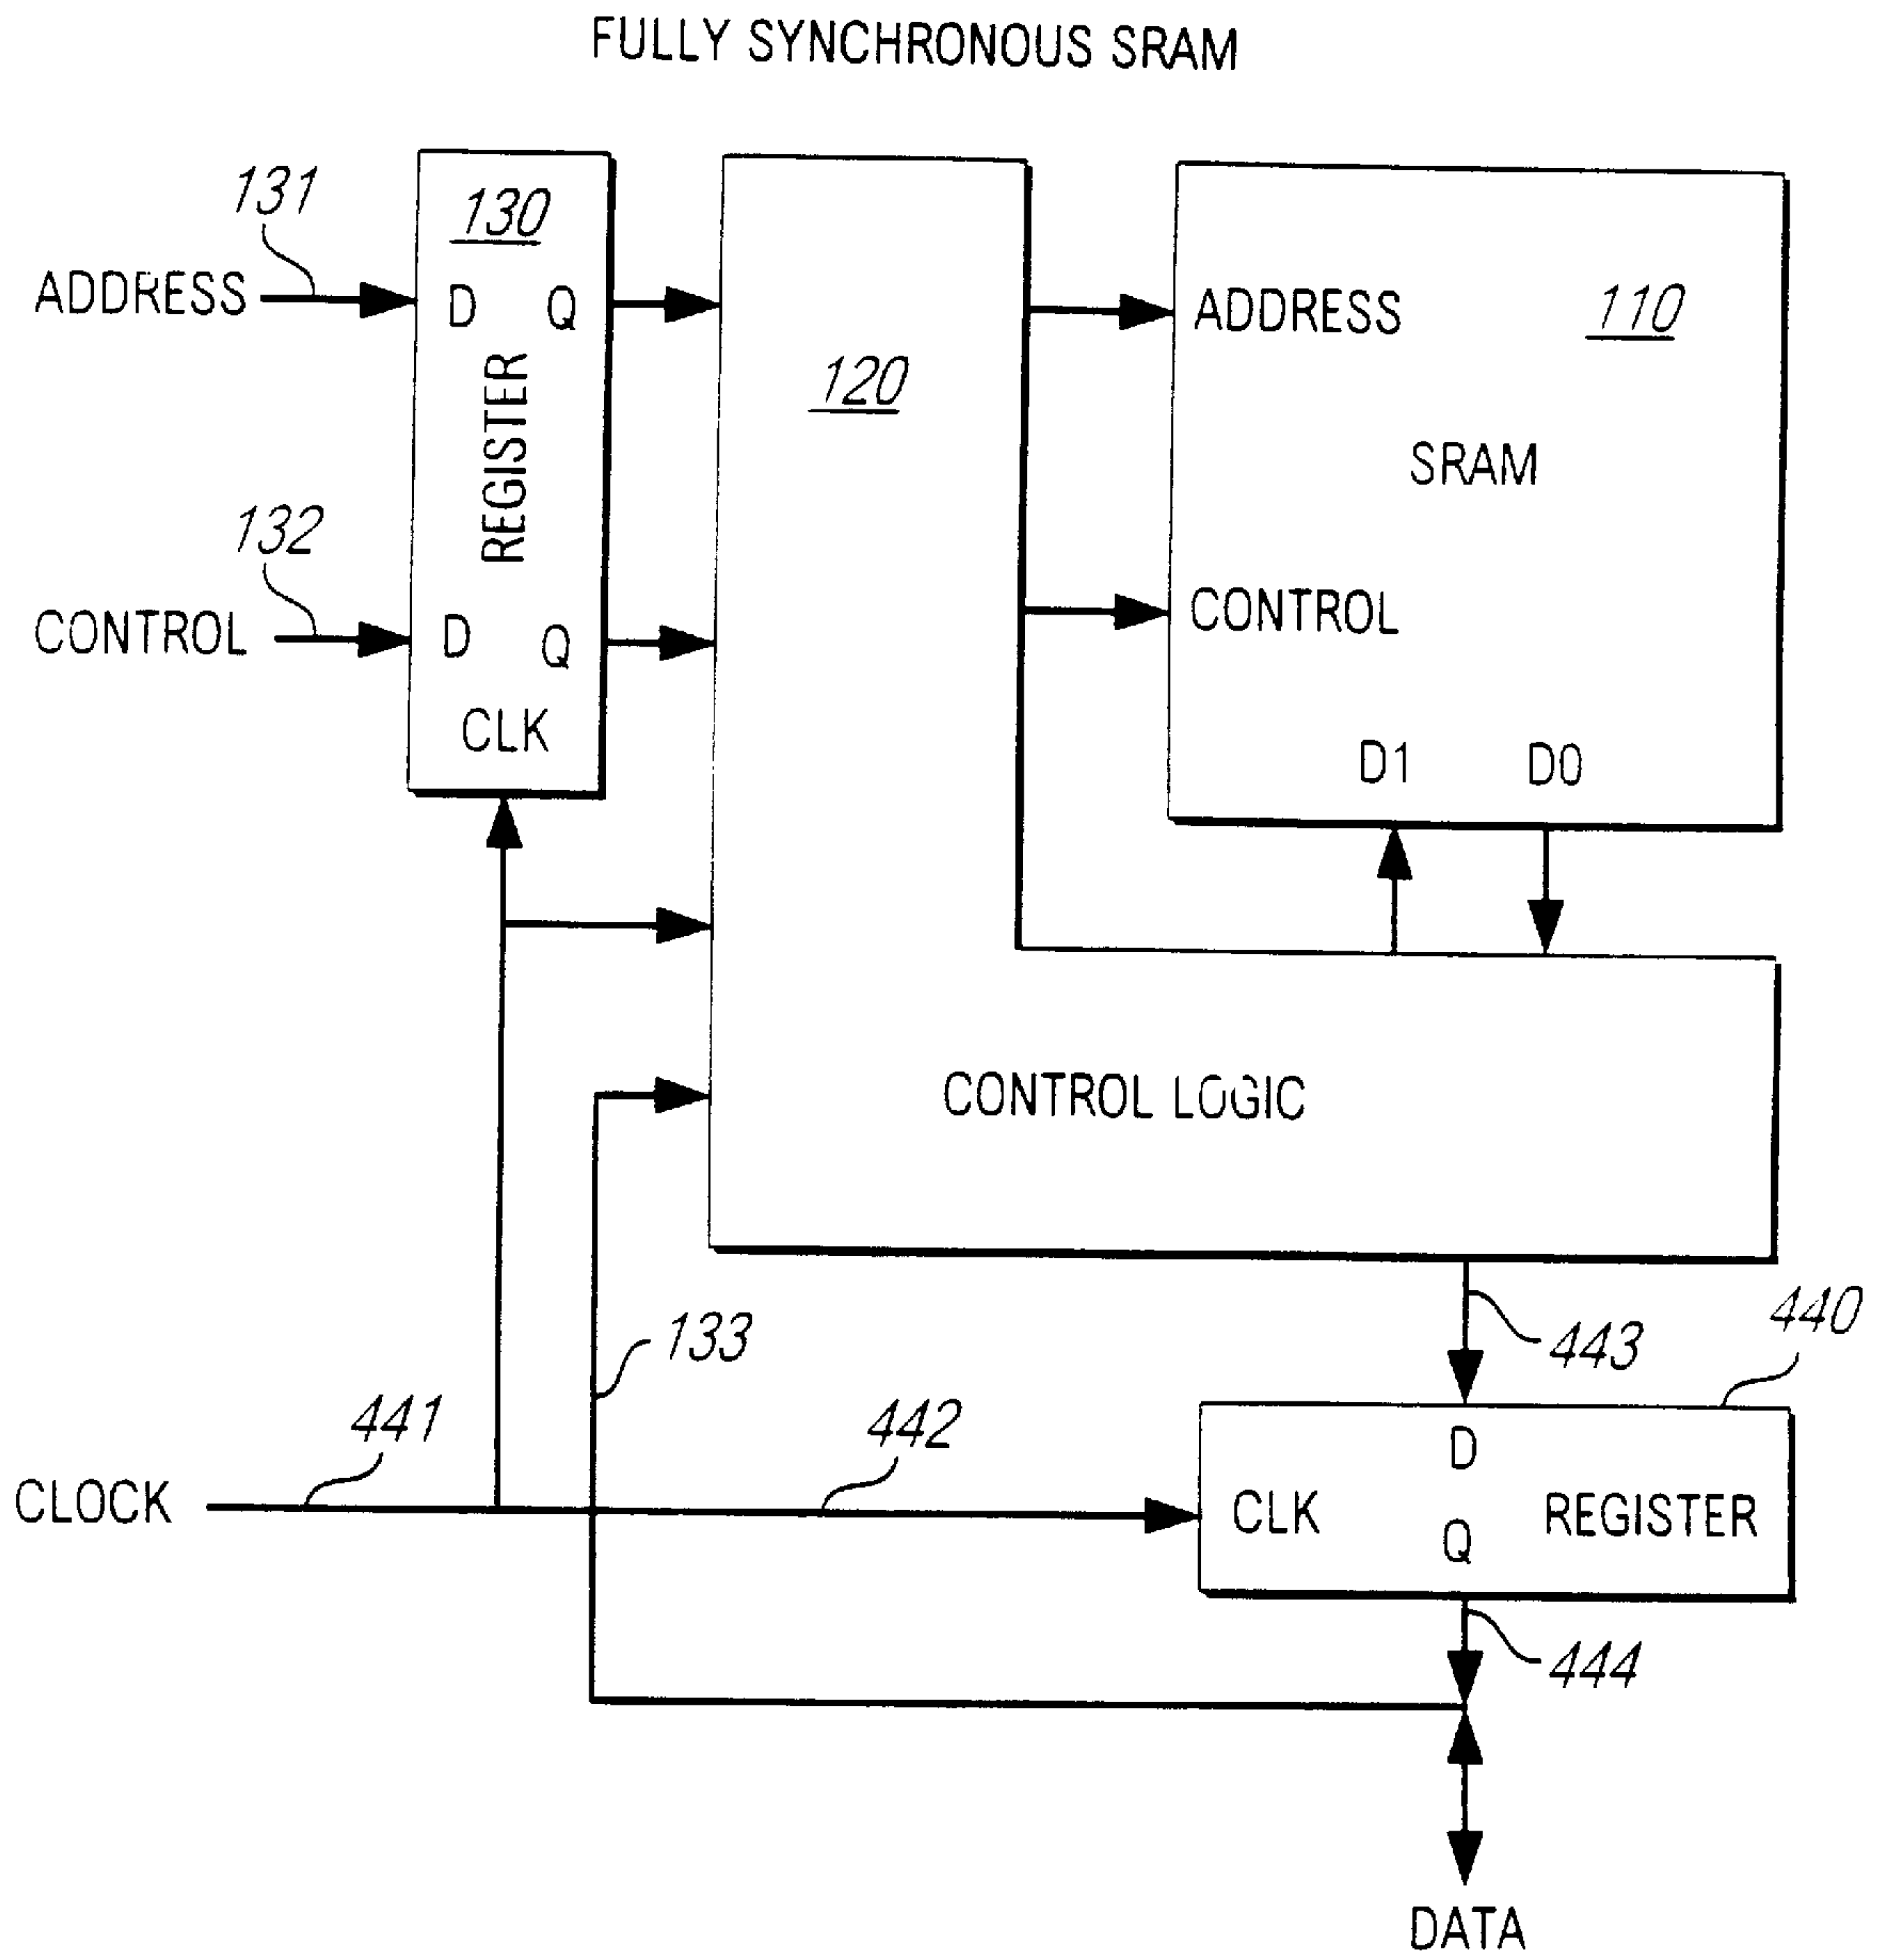 FULLY SYNCHRONOUS SRAM
131
130
ADDRESS
D Q
REGISTER
132
CONTROL
D Q
CLK
120
ADDRESS
110
SRAM
CONTROL
D1 D0
CONTROL LOGIC
133
443
440
441
442
CLOCK
D
CLK
Q
REGISTER
444
DATA